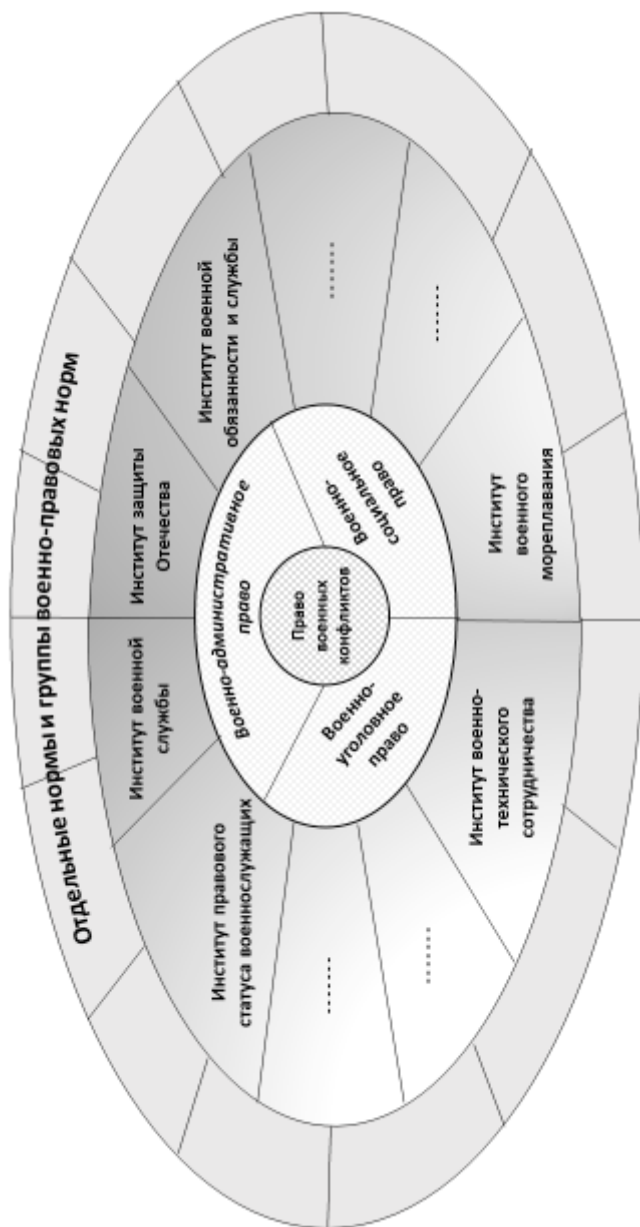 Отдельные нормы и группы военно-правовых норм
Институт военной
службы
Институт защиты
Отечества
Институт правового
статуса военнослужащих
Институт военной
обязанности и службы
Военно-административное
право
Право
военных
конфликтов
Военно-
уголовное
право
Военно-
социальное
право
.......
.......
.......
.......
Институт военно-
технического
сотрудничества
Институт
военного
мореплавания